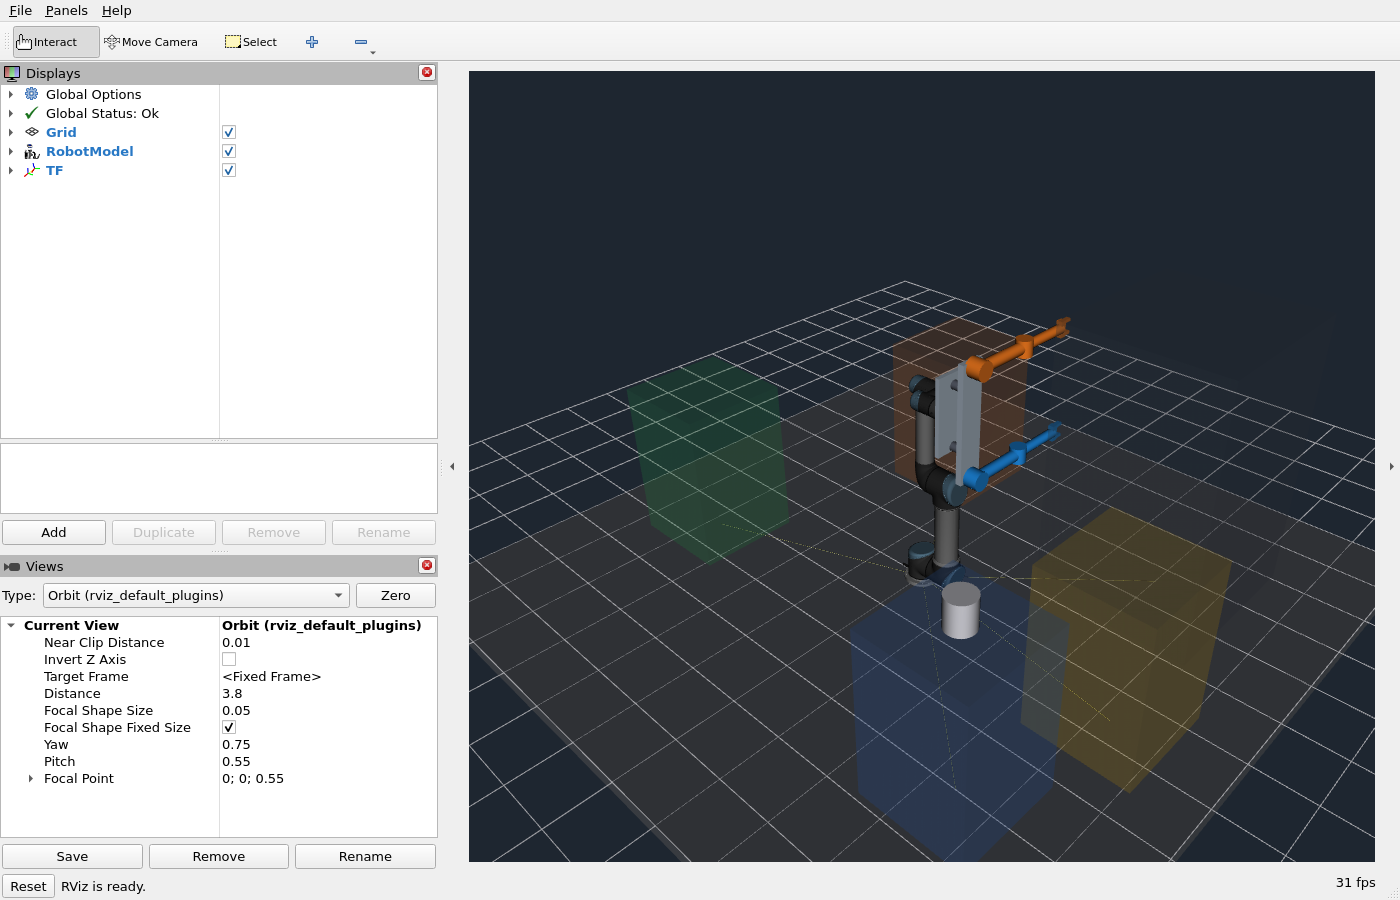 File Panels Help
Interact Move Camera Select
Displays
Global Options
Global Status: Ok
Grid
RobotModel
TF
Add Duplicate Remove Rename
Views
Type: Orbit (rviz_default_plugins) Zero
Current View Orbit (rviz_default_plugins)
Near Clip Distance 0.01
Invert Z Axis
Target Frame <Fixed Frame>
Distance 3.8
Focal Shape Size 0.05
Focal Shape Fixed Size
Yaw 0.75
Pitch 0.55
Focal Point 0; 0; 0.55
Save Remove Rename
Reset RViz is ready. 31 fps